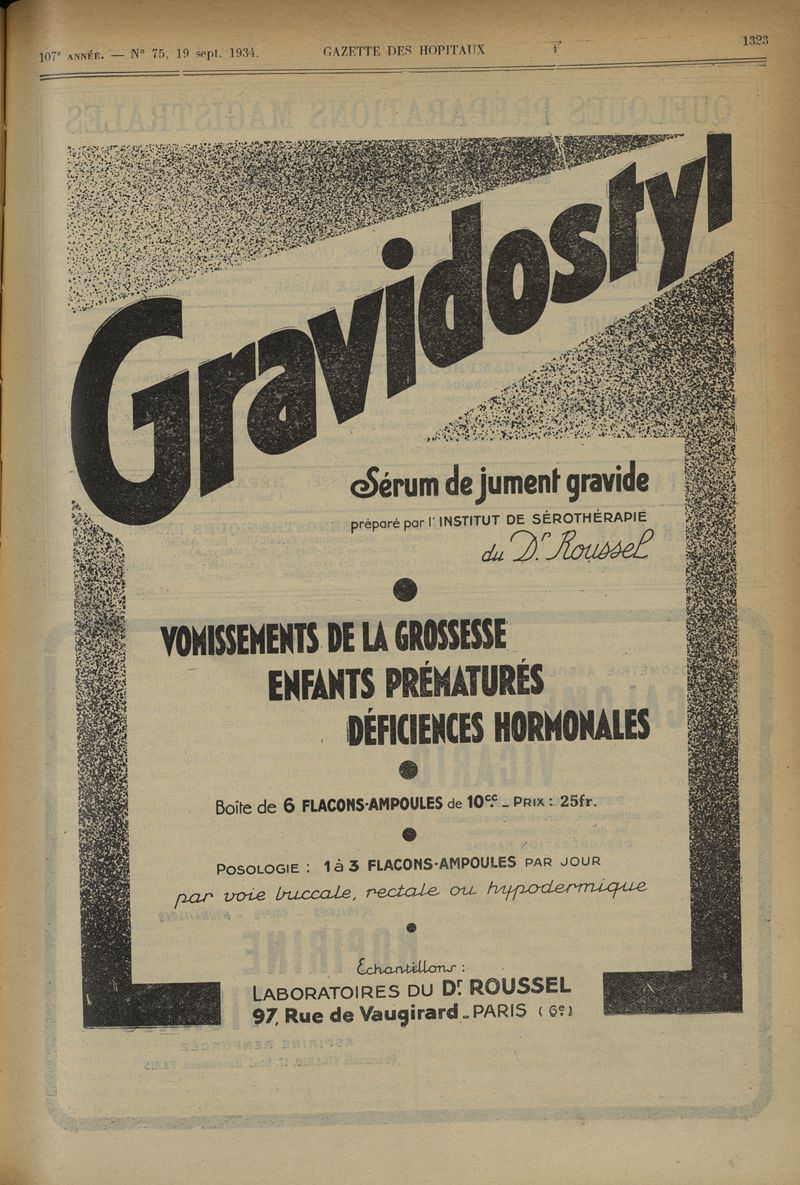 107e ANNÉE. — No 75, 19 sept. 1934. GAZETTE DES HOPITAUX 1323
Gravidostyl
Sérum de jument gravide
préparé par l'INSTITUT DE SÉROTHÉRAPIE
du Dr. Roussel
VOMISSEMENTS DE LA GROSSESSE
ENFANTS PRÉMATURÉS
DÉFICIENCES HORMONALES
Boîte de 6 FLACONS-AMPOULES de 10cc. - PRIX : 25fr.
POSOLOGIE : 1 à 3 FLACONS-AMPOULES PAR JOUR
par voie buccale, rectale ou hypodermique
Échantillons :
LABORATOIRES DU Dr ROUSSEL
97, Rue de Vaugirard - PARIS (6e)